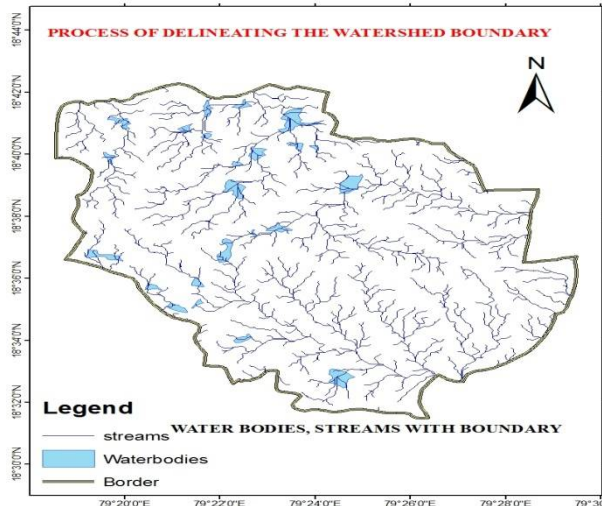 PROCESS OF DELINEATING THE WATERSHED BOUNDARY
N
18°44'0"N
18°42'0"N
18°40'0"N
18°38'0"N
18°36'0"N
18°34'0"N
18°32'0"N
18°30'0"N
Legend
WATER BODIES, STREAMS WITH BOUNDARY
streams
Waterbodies
Border
79°20'0"E 79°22'0"E 79°24'0"E 79°26'0"E 79°28'0"E 79°30